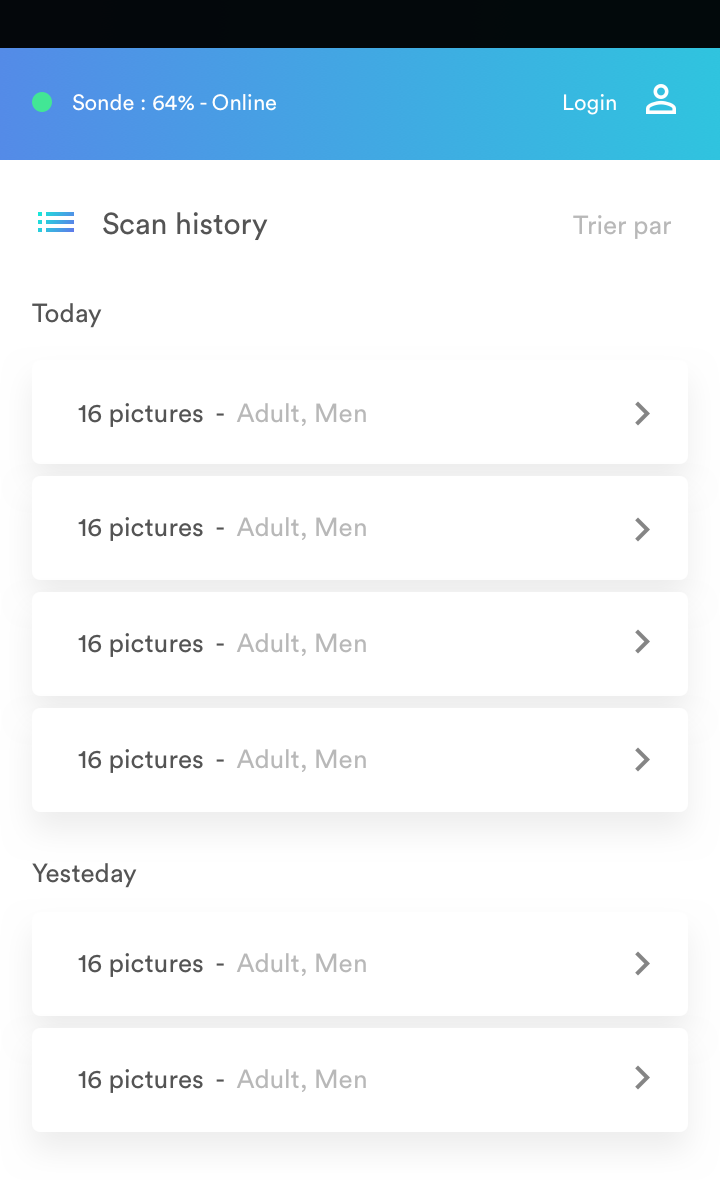 Sonde : 64% - Online
Login
Scan history
Trier par
Today
16 pictures - Adult, Men
16 pictures - Adult, Men
16 pictures - Adult, Men
16 pictures - Adult, Men
Yesteday
16 pictures - Adult, Men
16 pictures - Adult, Men